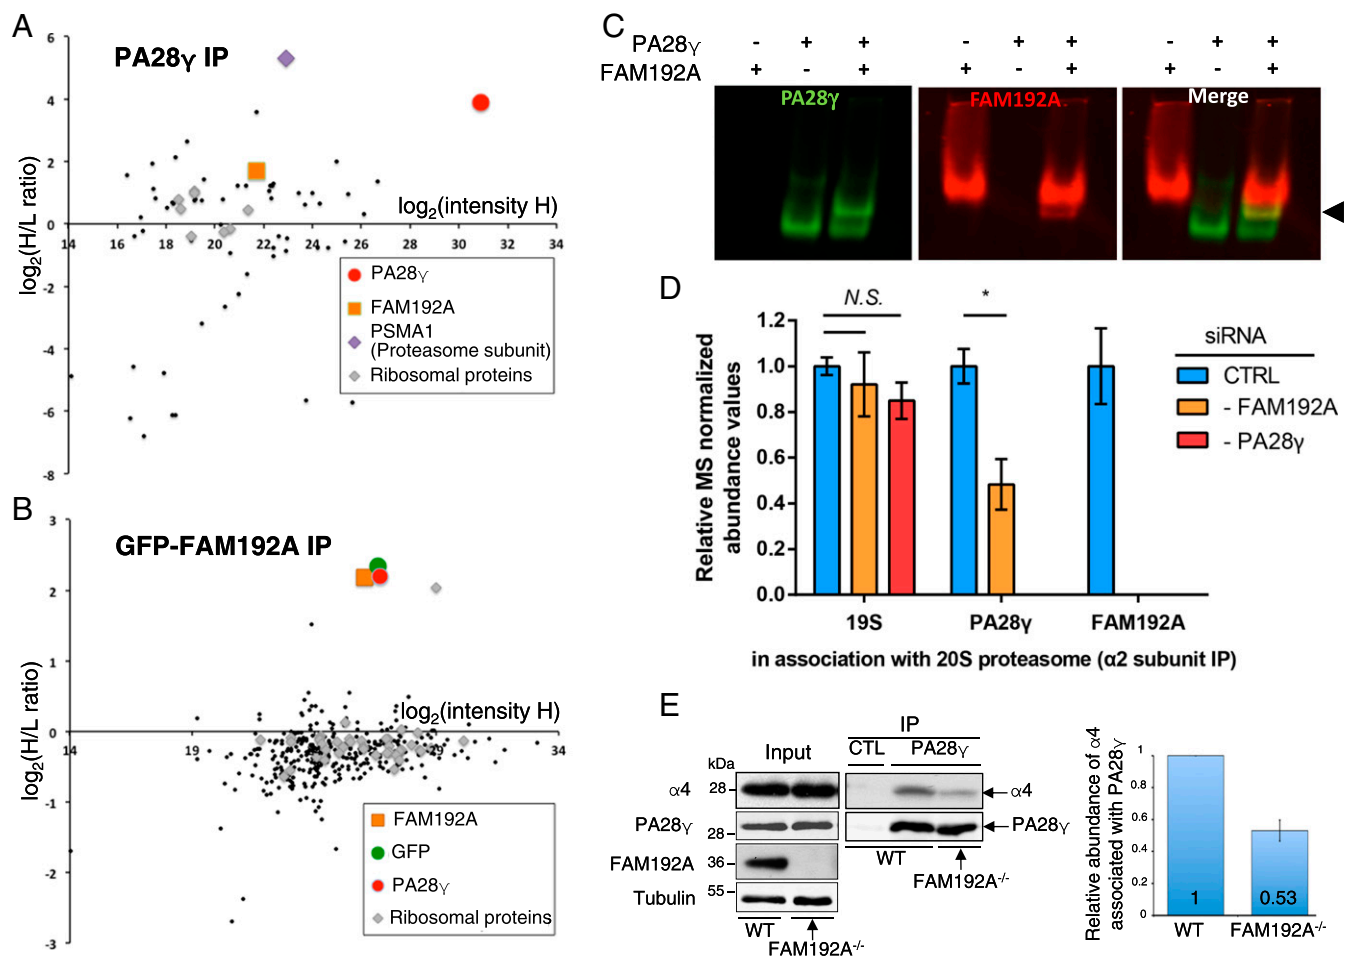 A
PA28γ IP
log₂(H/L ratio)
6
4
2
0
-2
-4
-6
-8
14 16 18 20 22 24 26 28 30 32 34
log₂(intensity H)
PA28γ
FAM192A
PSMA1
(Proteasome subunit)
Ribosomal proteins
B
GFP-FAM192A IP
log₂(H/L ratio)
3
2
1
0
-1
-2
-3
14 19 29 34
log₂(intensity H)
FAM192A
GFP
PA28γ
Ribosomal proteins
C
PA28γ - + + - + + - + +
FAM192A + - + + - + + - +
PA28γ
FAM192A
Merge
D
Relative MS normalized
abundance values
1.2
1.0
0.8
0.6
0.4
0.2
0.0
N.S.
*
siRNA
CTRL
- FAM192A
- PA28γ
19S PA28γ FAM192A
in association with 20S proteasome (α2 subunit IP)
E
IP
Input CTL PA28γ
kDa
α4 28 α4
PA28γ 28 PA28γ
FAM192A 36
Tubulin 55
WT FAM192A-/-
WT FAM192A-/-
Relative abundance of α4
associated with PA28γ
1
0.8
0.6
0.4
0.2
0
1 0.53
WT FAM192A-/-